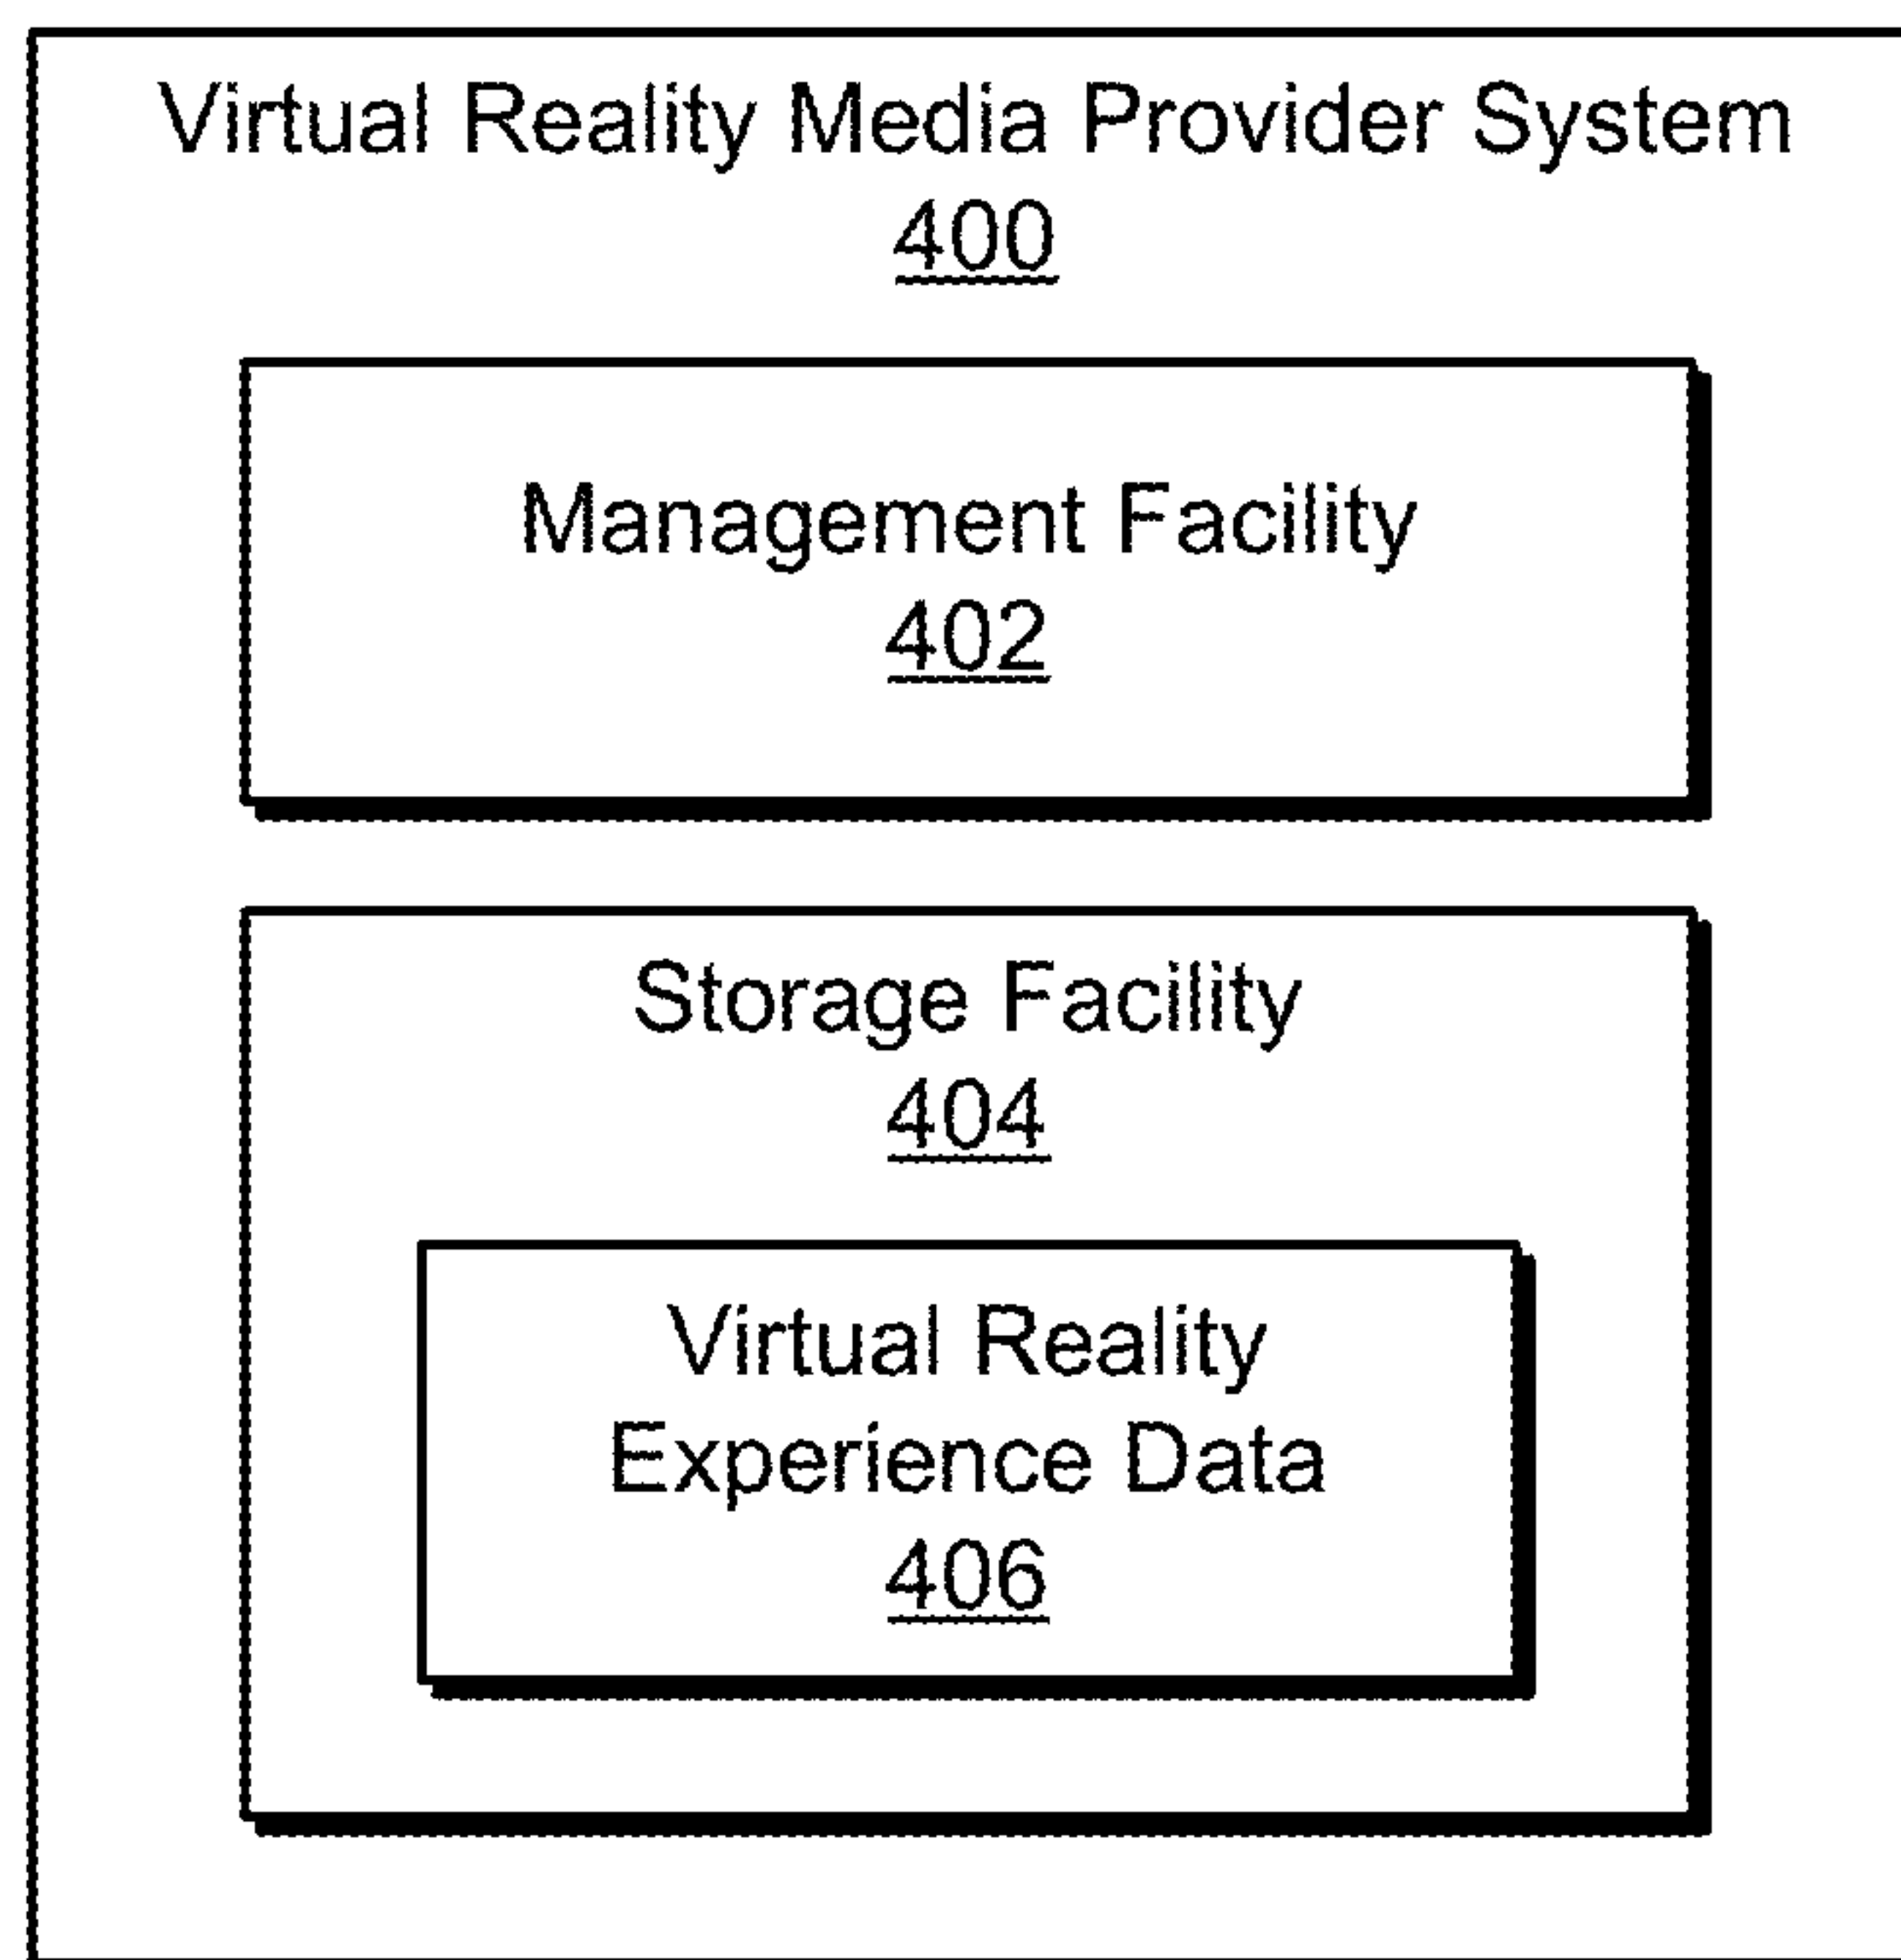 Virtual Reality Media Provider System
400
Management Facility
402
Storage Facility
404
Virtual Reality
Experience Data
406